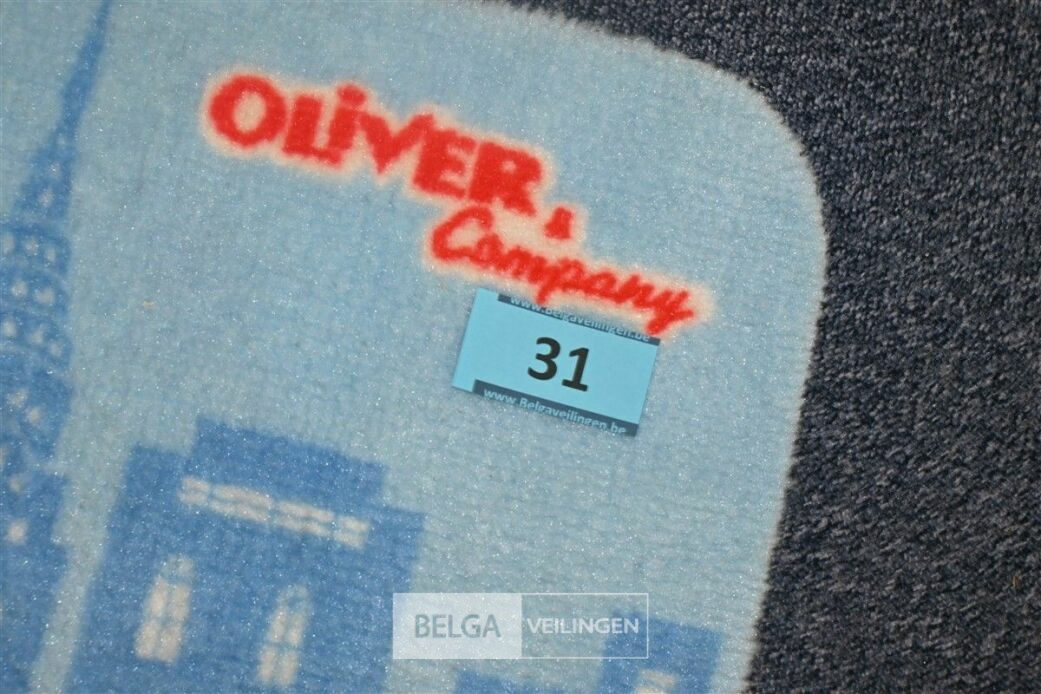 OLiVER
& Company
www.Belgaveilingen.be
31
www.Belgaveilingen.be
BELGA VEILINGEN